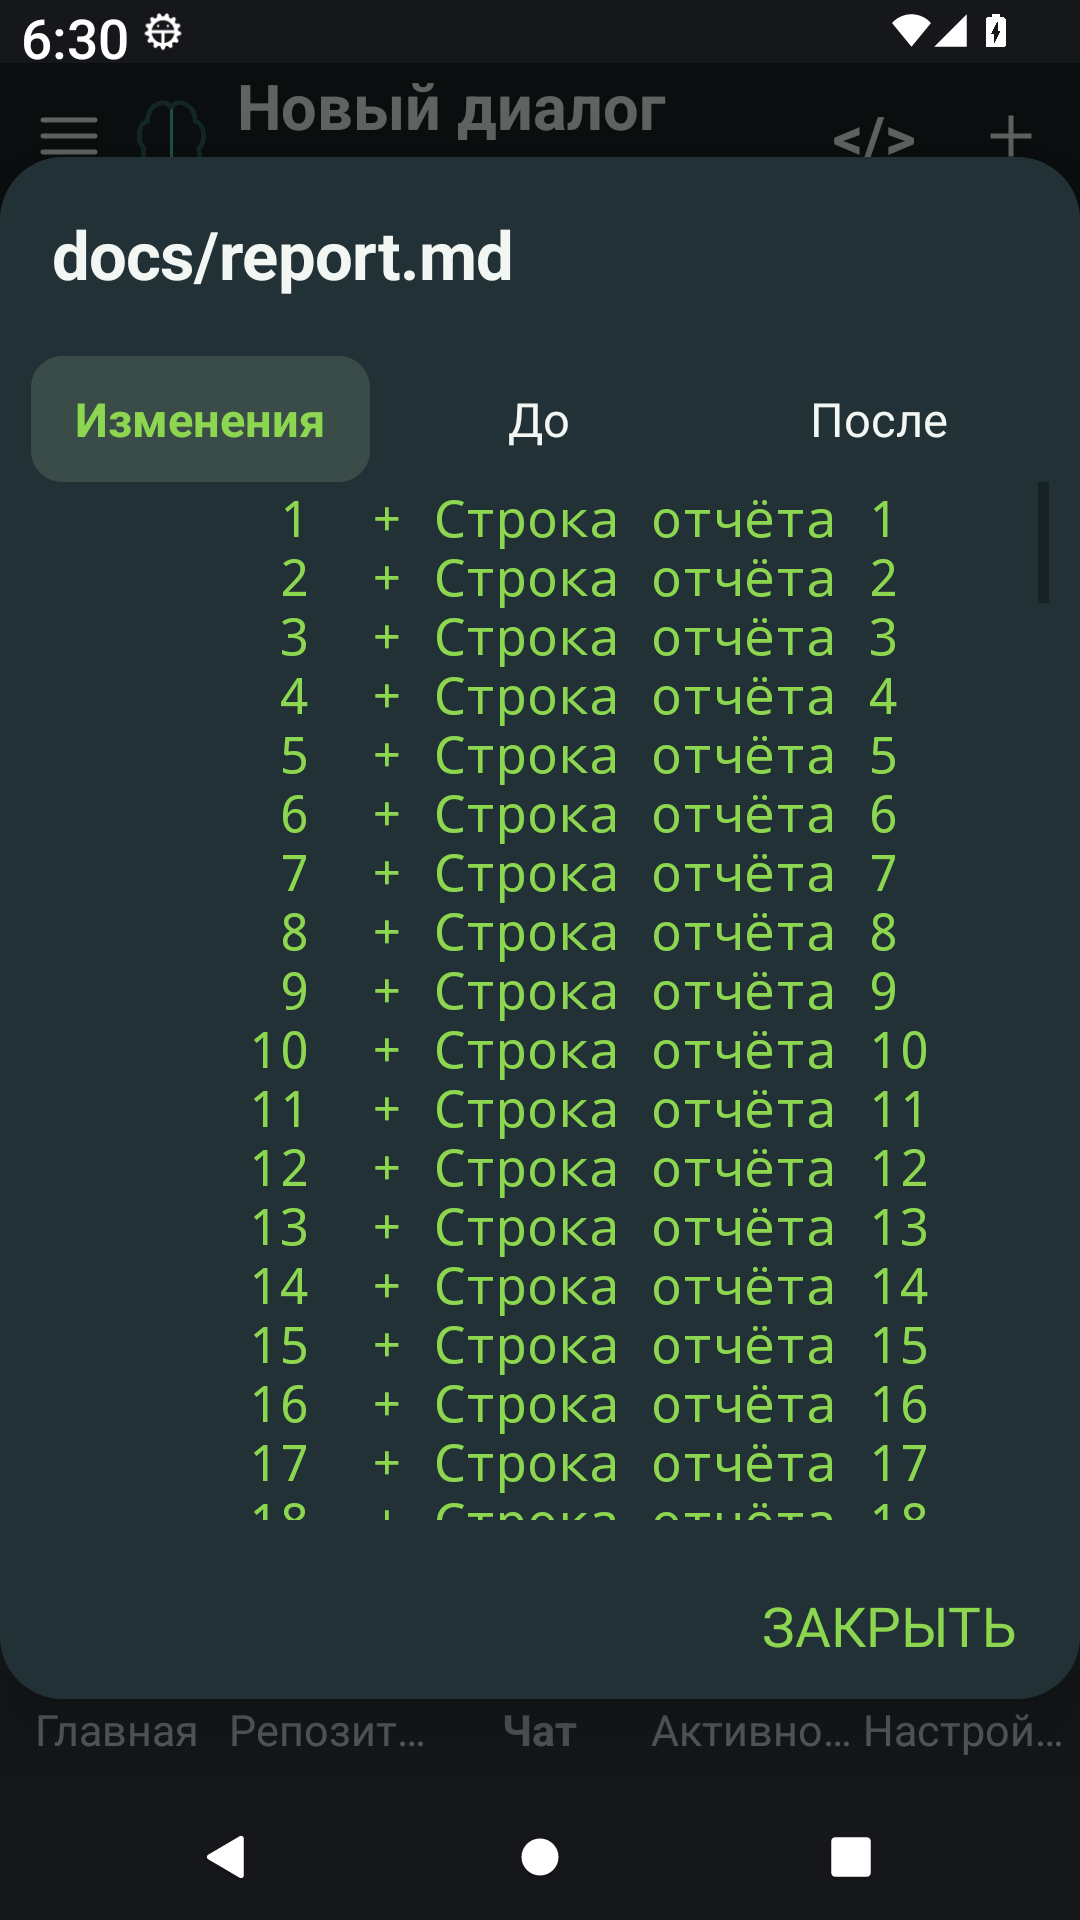 6:30
Новый диалог
</>
docs/report.md
Изменения До После
1 + Строка отчёта 1
2 + Строка отчёта 2
3 + Строка отчёта 3
4 + Строка отчёта 4
5 + Строка отчёта 5
6 + Строка отчёта 6
7 + Строка отчёта 7
8 + Строка отчёта 8
9 + Строка отчёта 9
10 + Строка отчёта 10
11 + Строка отчёта 11
12 + Строка отчёта 12
13 + Строка отчёта 13
14 + Строка отчёта 14
15 + Строка отчёта 15
16 + Строка отчёта 16
17 + Строка отчёта 17
18 + Строка отчёта 18
ЗАКРЫТЬ
Главная Репозит… Чат Активно… Настрой…